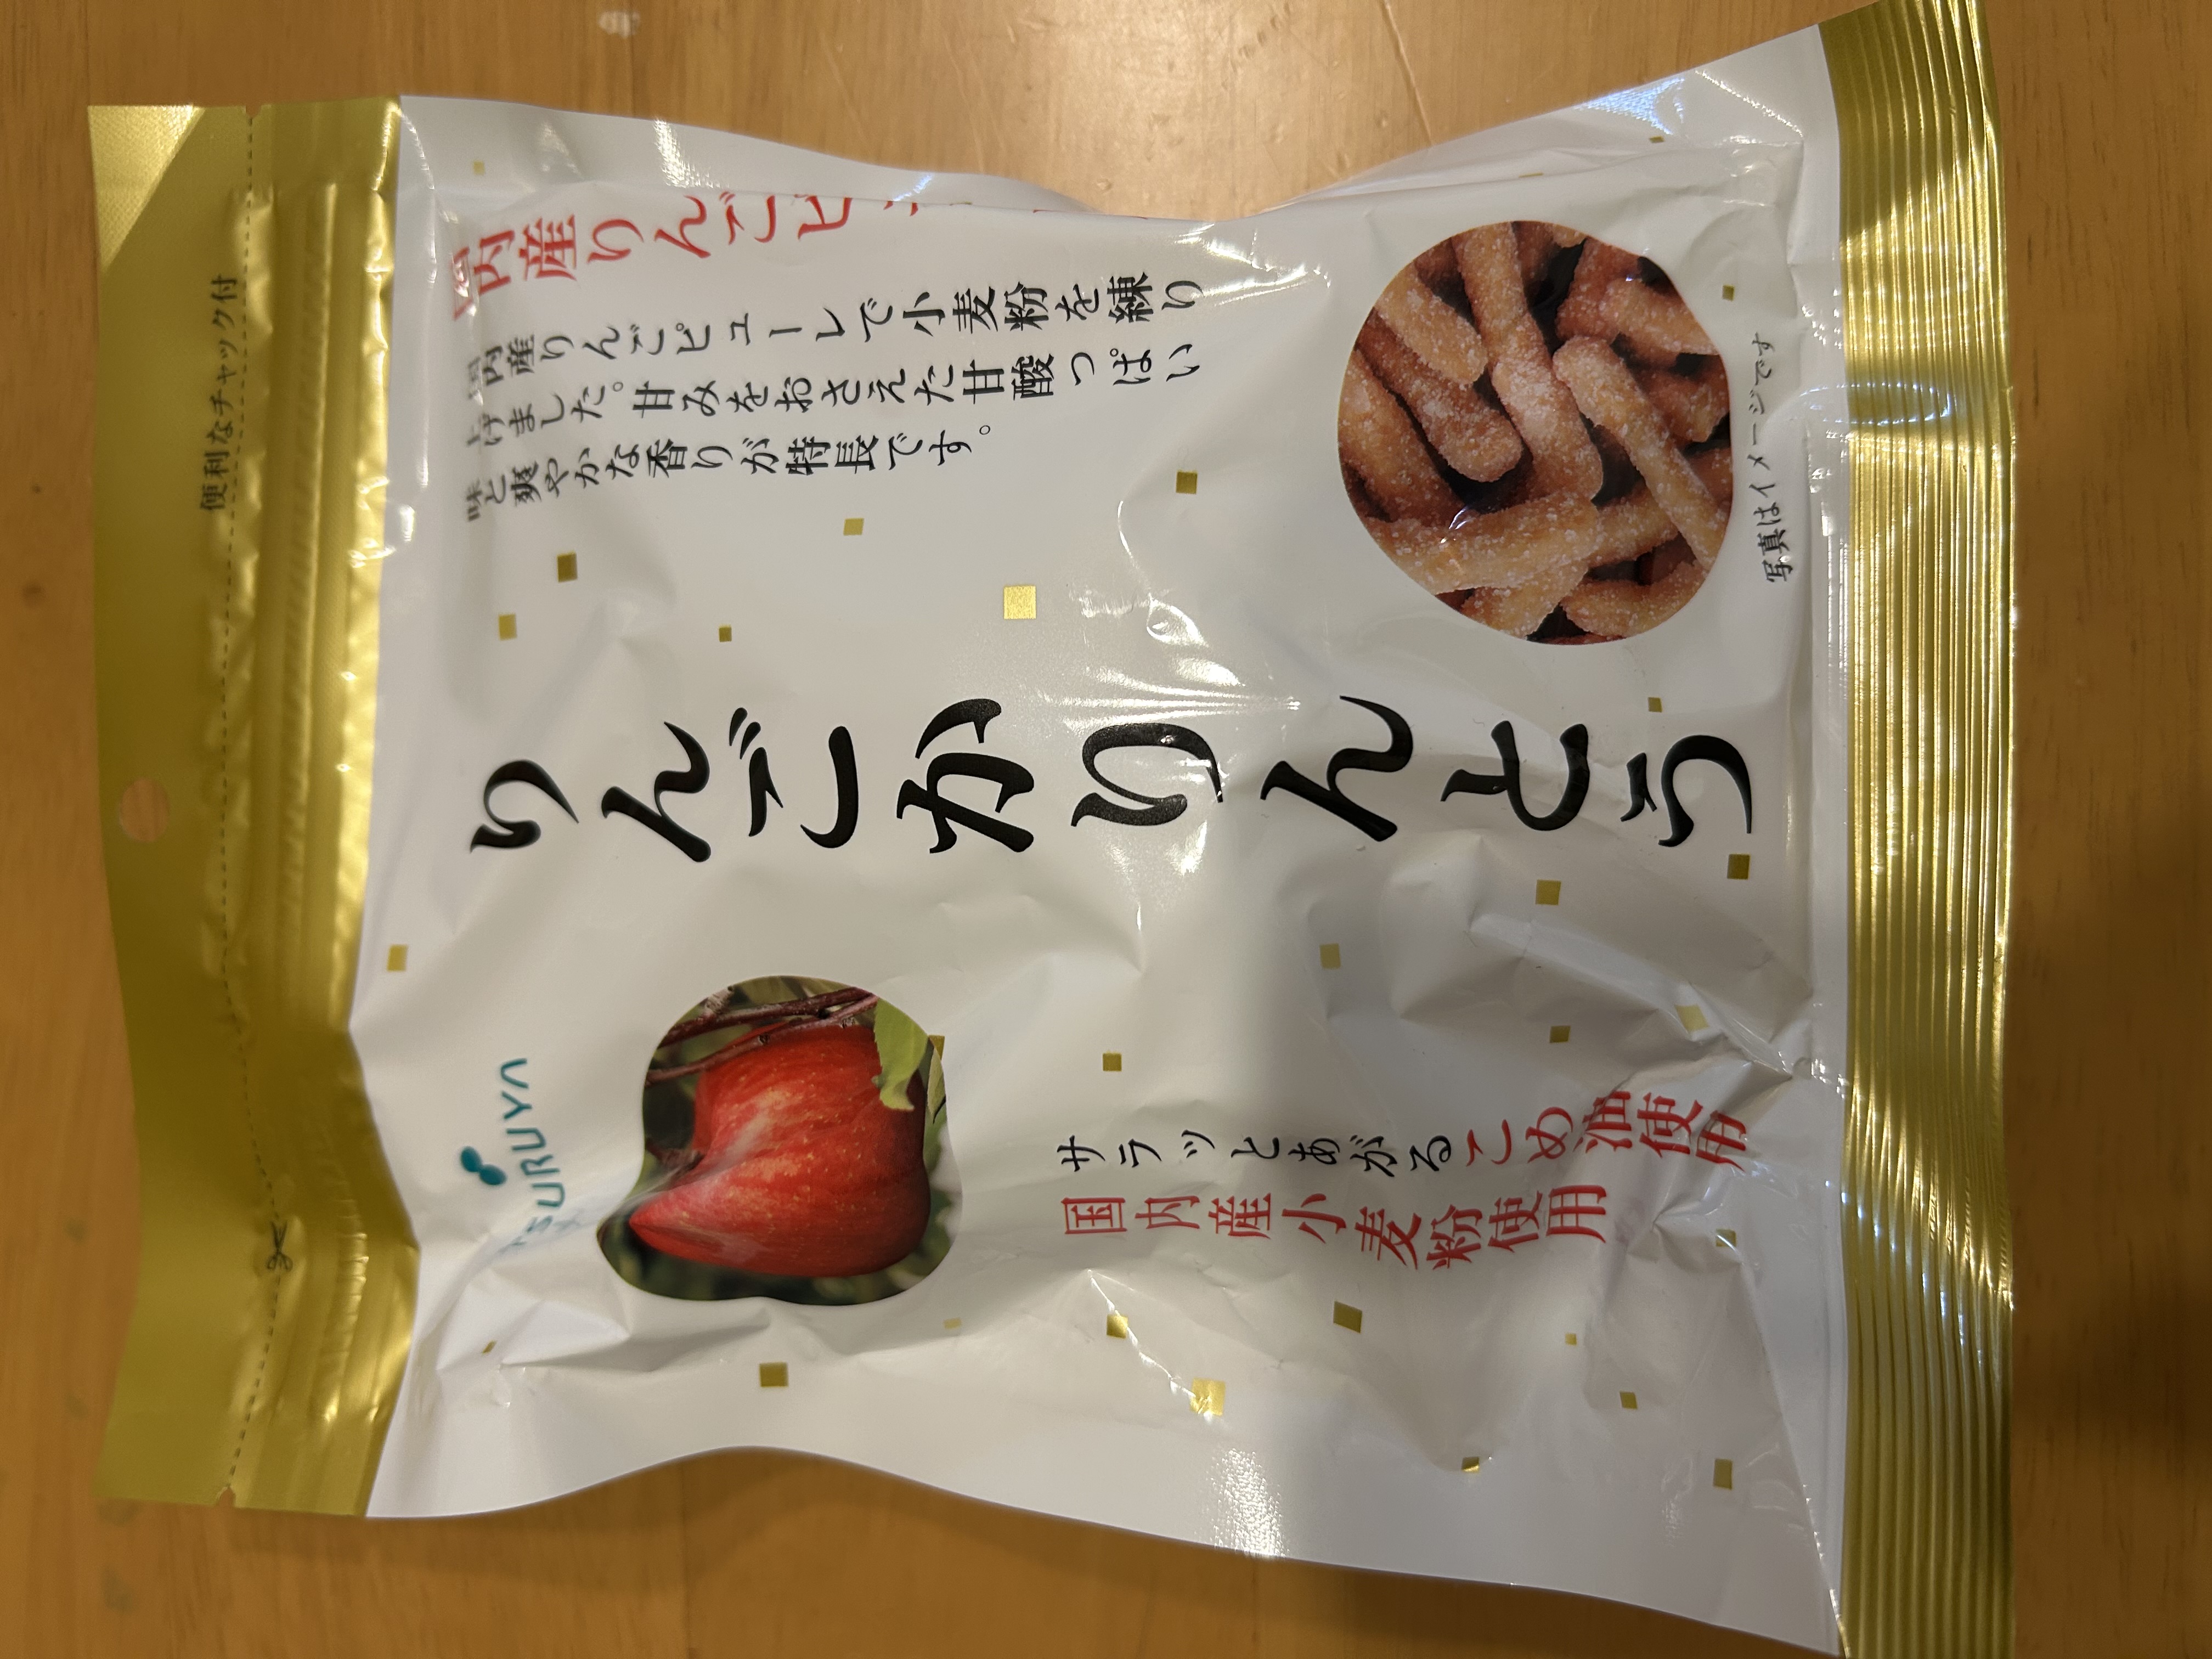 便利なチャック付
国内産りんごピュ
国内産りんごピューレで小麦粉を練り
上げました。甘みをおさえた甘酸っぱい
味と爽やかな香りが特長です。
りんごかりんとう
TSURUYA
サラッとあがるこめ油使用
国内産小麦粉使用
写真はイメージです